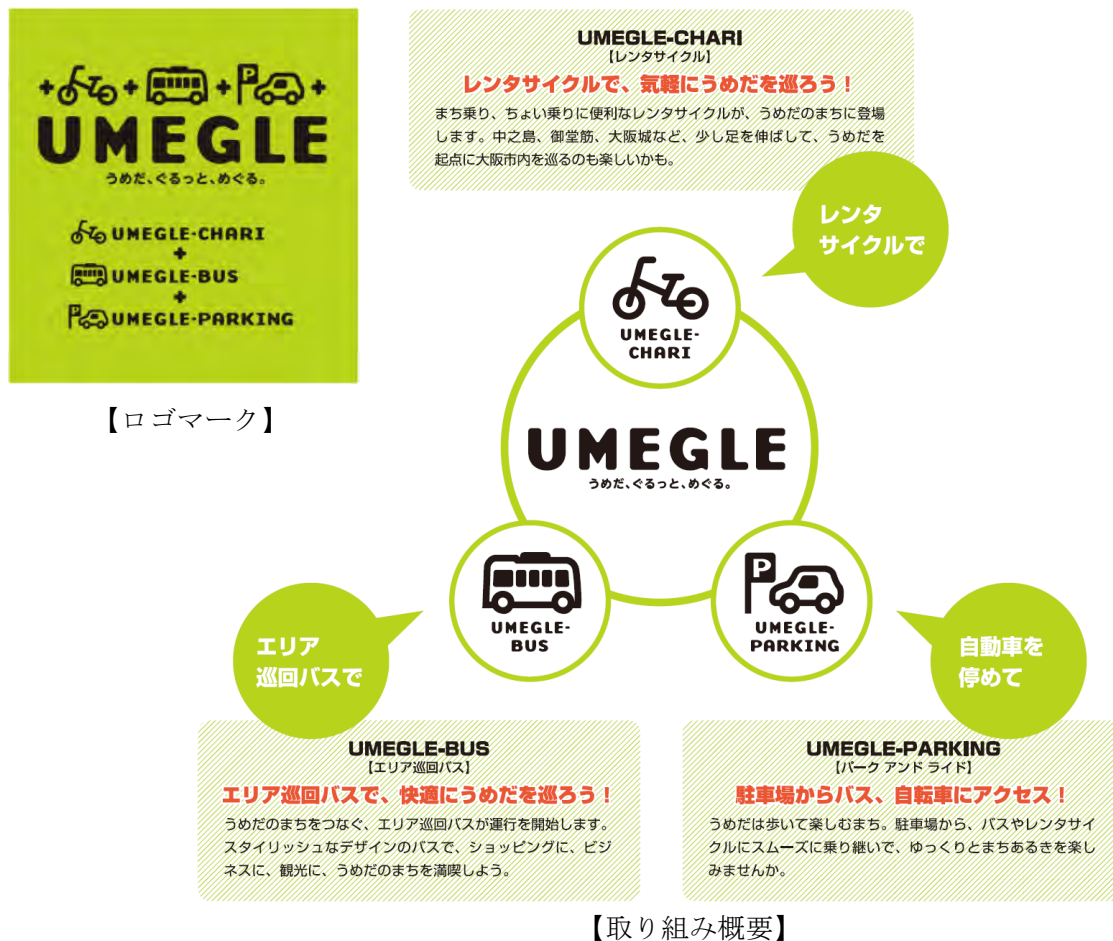 UMEGLE
うめだ、ぐるっと、めぐる。
UMEGLE-CHARI
+
UMEGLE-BUS
+
P UMEGLE-PARKING
【ロゴマーク】
UMEGLE-CHARI
【レンタサイクル】
レンタサイクルで、気軽にうめだを巡ろう！
まち乗り、ちょい乗りに便利なレンタサイクルが、うめだのまちに登場
します。中之島、御堂筋、大阪城など、少し足を伸ばして、うめだを
起点に大阪市内を巡るのも楽しいかも。
レンタ
サイクルで
UMEGLE-
CHARI
UMEGLE
うめだ、ぐるっと、めぐる。
UMEGLE-
BUS
P
UMEGLE-
PARKING
エリア
巡回バスで
自動車を
停めて
UMEGLE-BUS
【エリア巡回バス】
エリア巡回バスで、快適にうめだを巡ろう！
うめだのまちをつなぐ、エリア巡回バスが運行を開始します。
スタイリッシュなデザインのバスで、ショッピングに、ビジ
ネスに、観光に、うめだのまちを満喫しよう。
UMEGLE-PARKING
【パーク アンド ライド】
駐車場からバス、自転車にアクセス！
うめだは歩いて楽しむまち。駐車場から、バスやレンタサイ
クルにスムーズに乗り継いで、ゆっくりとまちあるきを楽し
みませんか。
【取り組み概要】